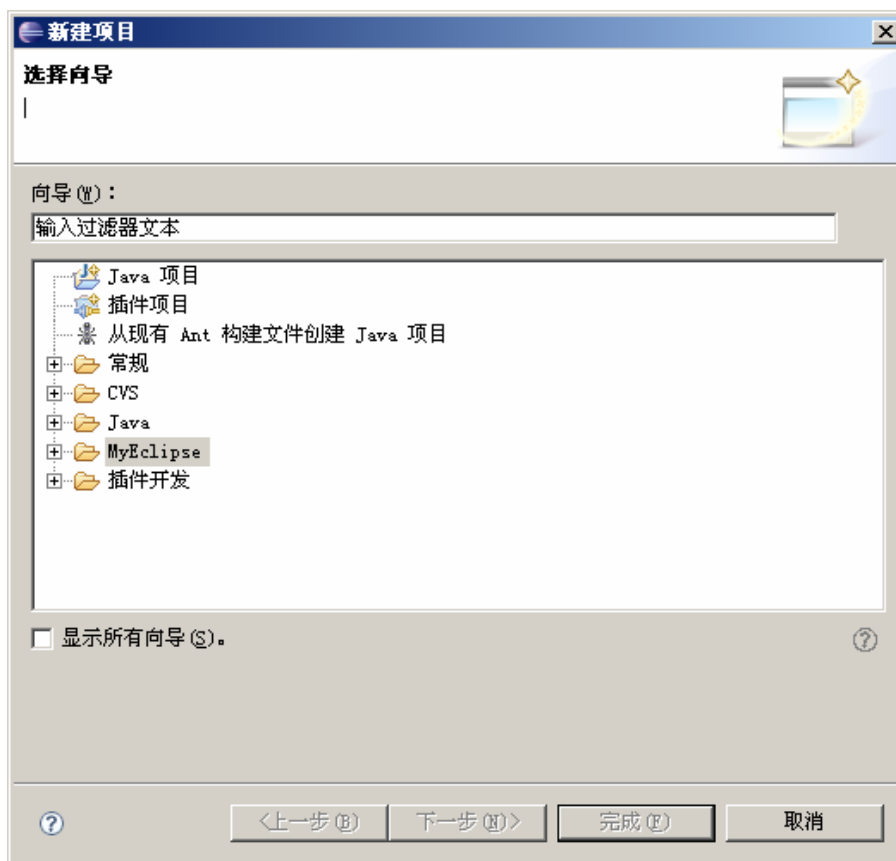 新建项目
选择向导
向导(W)：
输入过滤器文本
Java 项目
插件项目
从现有 Ant 构建文件创建 Java 项目
常规
CVS
Java
MyEclipse
插件开发
显示所有向导(S)。
<上一步(B)
下一步(N)>
完成(F)
取消